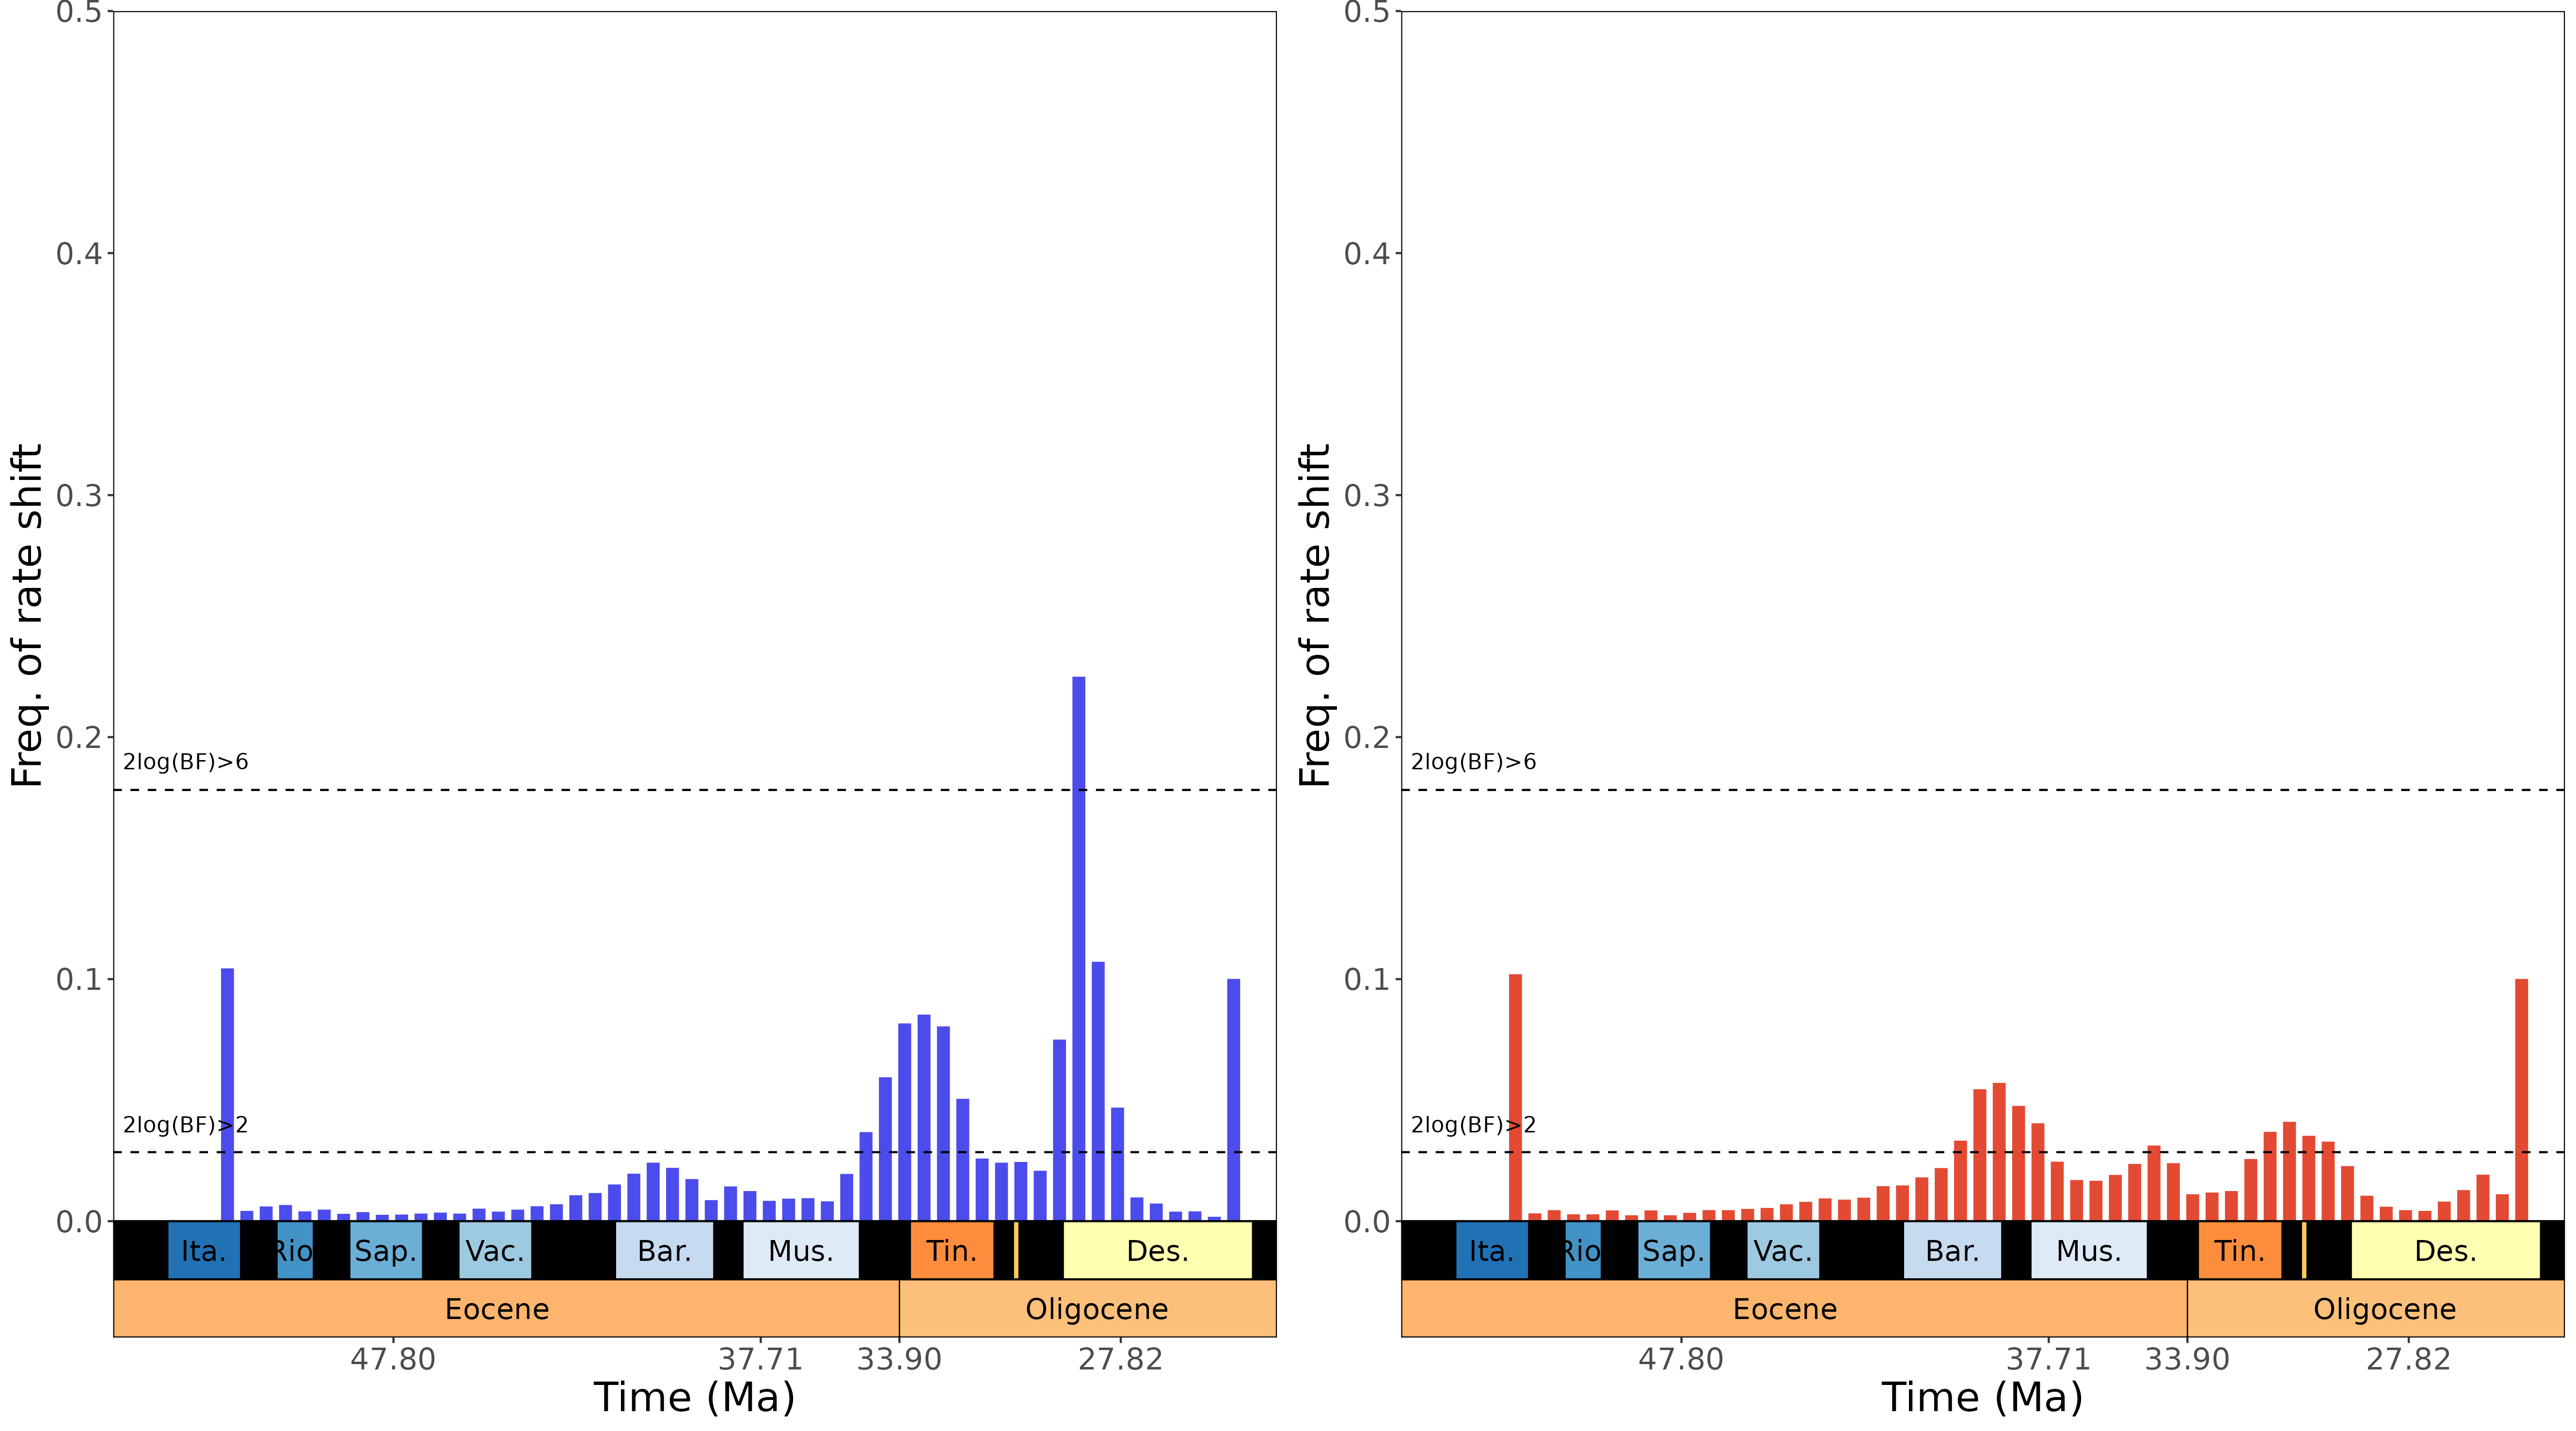 0.5
0.4
0.3
0.2
0.1
0.0
Freq. of rate shift
2log(BF)>6
2log(BF)>2
Ita. Rio Sap. Vac. Bar. Mus. Tin. Des.
Eocene Oligocene
47.80 37.71 33.90 27.82
Time (Ma)
0.5
0.4
0.3
0.2
0.1
0.0
Freq. of rate shift
2log(BF)>6
2log(BF)>2
Ita. Rio Sap. Vac. Bar. Mus. Tin. Des.
Eocene Oligocene
47.80 37.71 33.90 27.82
Time (Ma)